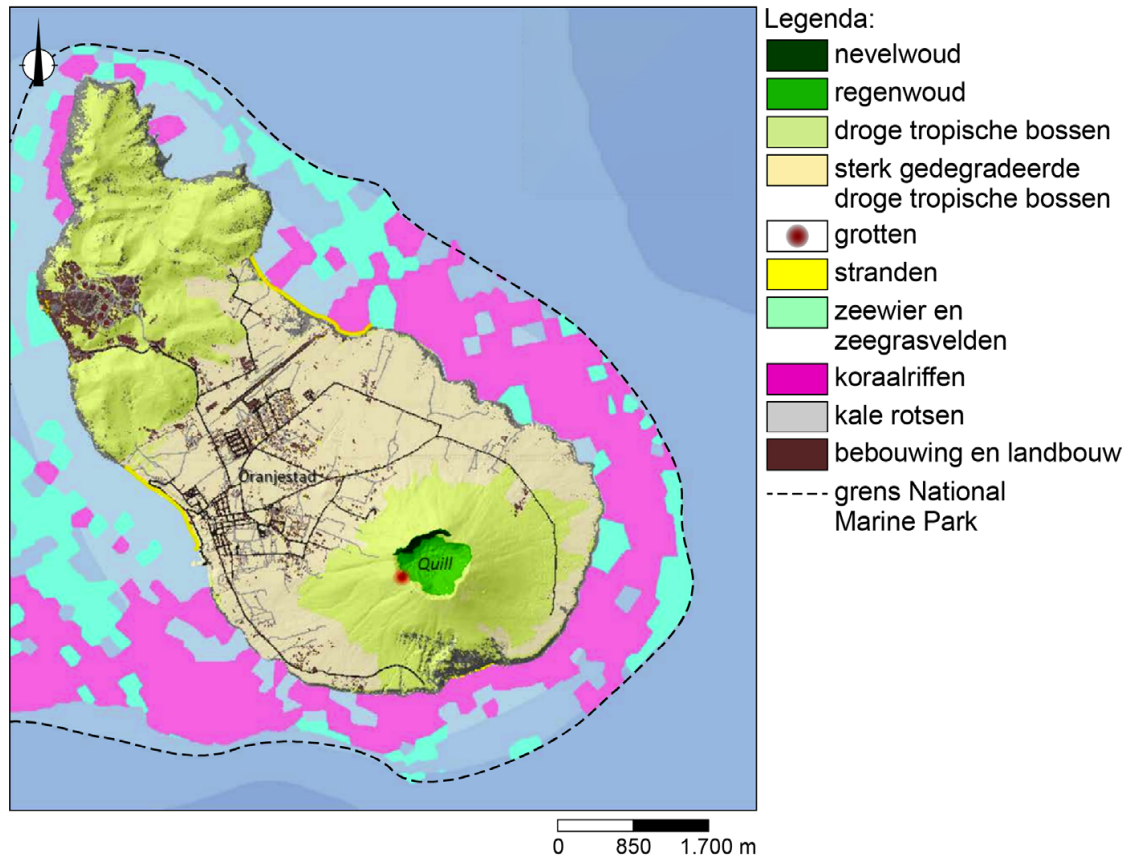 Legenda:
nevelwoud
regenwoud
droge tropische bossen
sterk gedegradeerde
droge tropische bossen
grotten
stranden
zeewier en
zeegrasvelden
koraalriffen
kale rotsen
bebouwing en landbouw
grens National
Marine Park
Oranjestad
Quill
0 850 1.700 m